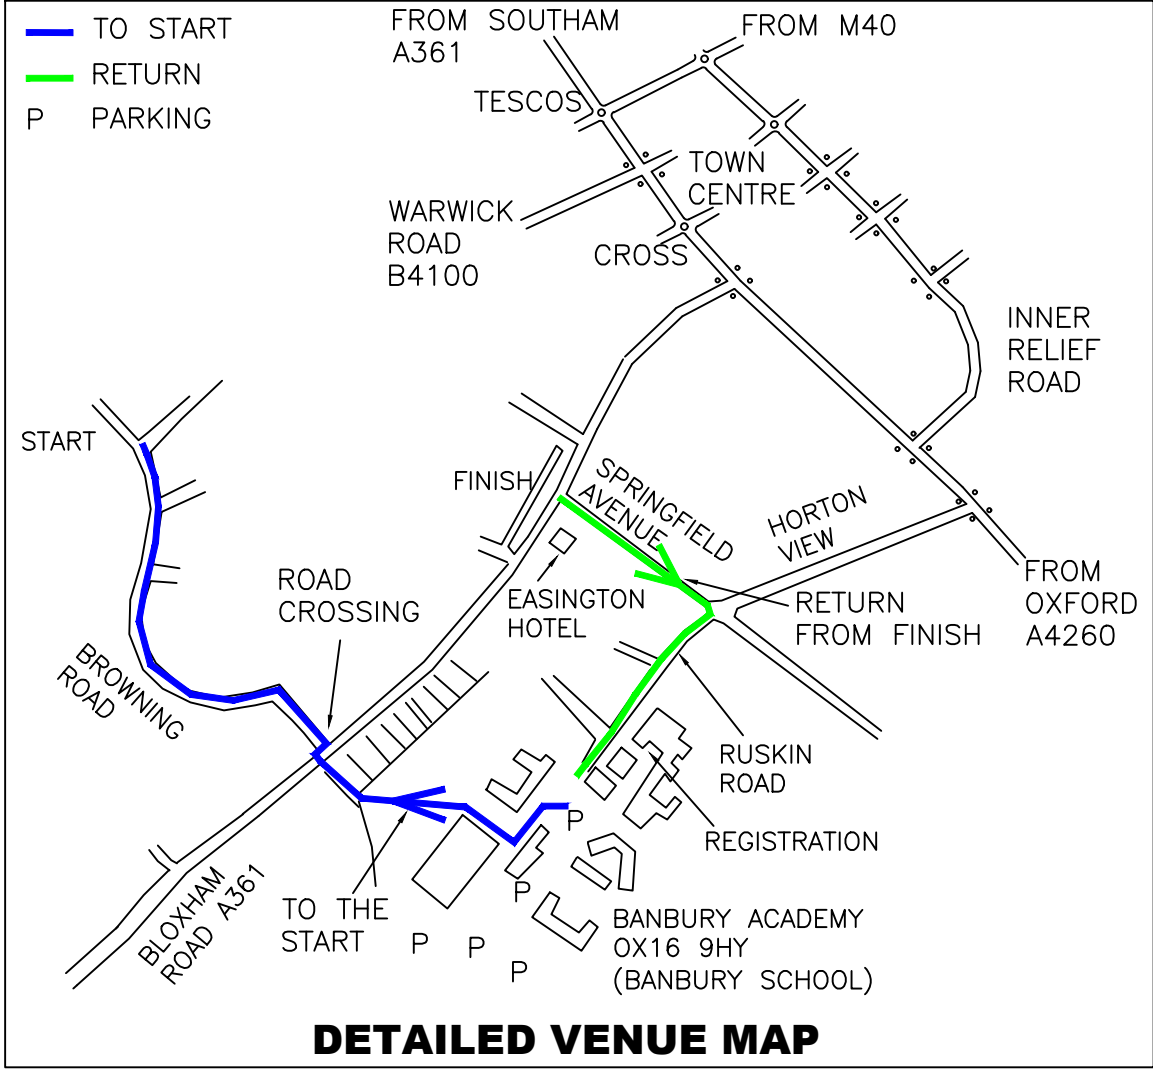 TO START
RETURN
P PARKING
FROM SOUTHAM
A361
FROM M40
TESCOS
TOWN
CENTRE
WARWICK
ROAD
B4100
CROSS
INNER
RELIEF
ROAD
START
FINISH
SPRINGFIELD
AVENUE
HORTON
VIEW
ROAD
CROSSING
EASINGTON
HOTEL
RETURN
FROM FINISH
FROM
OXFORD
A4260
BROWNING
ROAD
RUSKIN
ROAD
P
REGISTRATION
BLOXHAM
ROAD A361
TO THE
START
P
P
P
P
BANBURY ACADEMY
OX16 9HY
(BANBURY SCHOOL)
DETAILED VENUE MAP